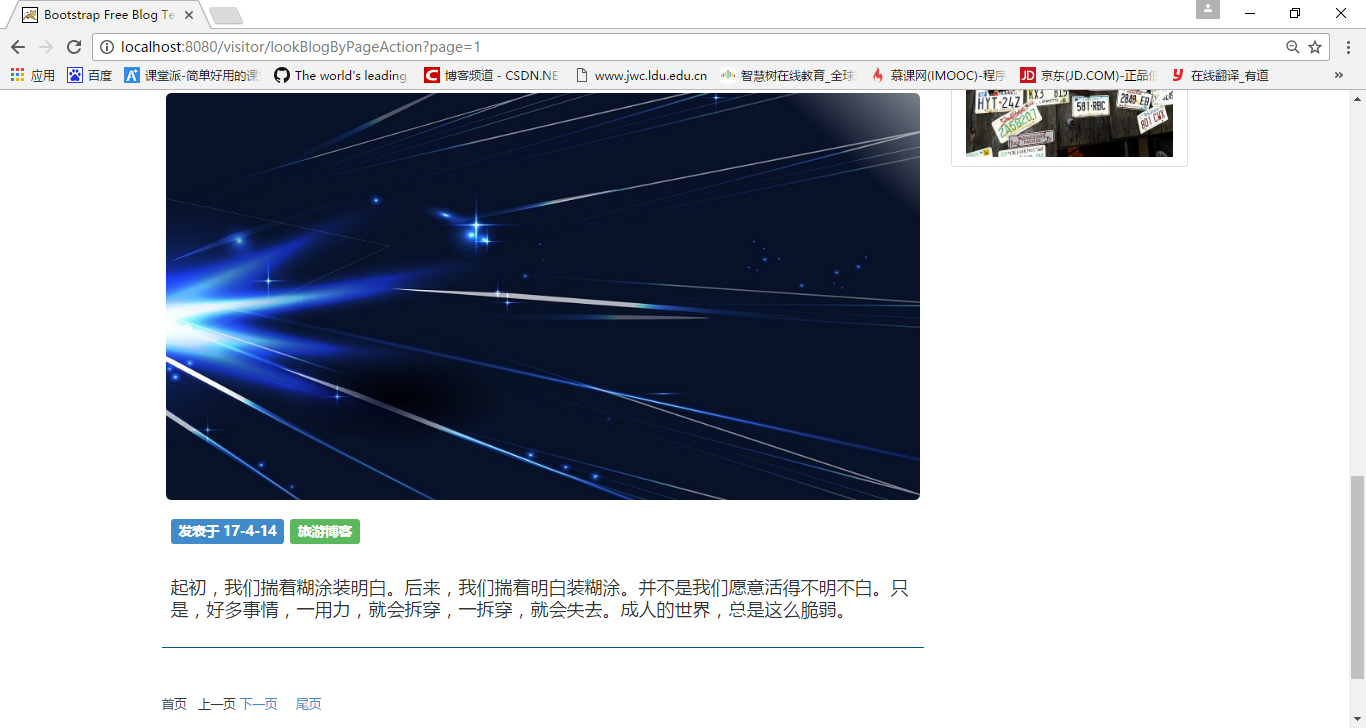 Bootstrap Free Blog Te
localhost:8080/visitor/lookBlogByPageAction?page=1
应用 百度 课堂派-简单好用的课 The world's leading 博客频道 - CSDN.NE www.jwc.ldu.edu.cn 智慧树在线教育_全球 慕课网(IMOOC)-程序 京东(JD.COM)-正品 在线翻译_有道 »
HYT-24Z
581-RBC
2A58207
OKLAHOMA
发表于 17-4-14 旅游博客
起初，我们揣着糊涂装明白。后来，我们揣着明白装糊涂。并不是我们愿意活得不明不白。只
是，好多事情，一用力，就会拆穿，一拆穿，就会失去。成人的世界，总是这么脆弱。
首页 上一页 下一页 尾页